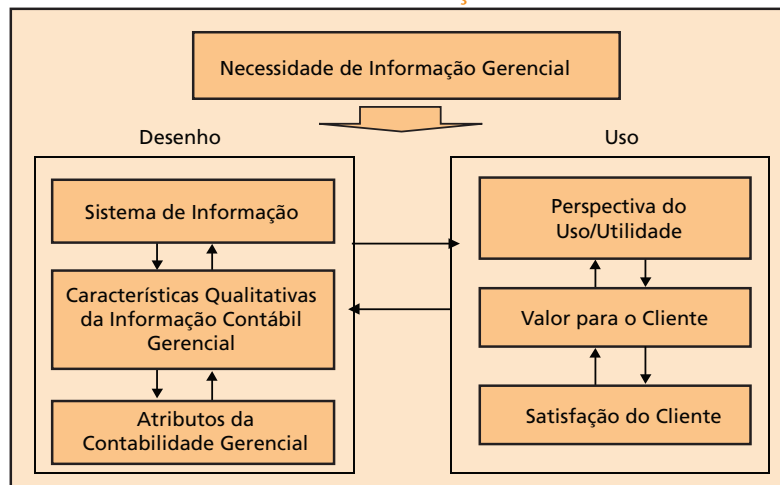 Necessidade de Informação Gerencial
Desenho
Uso
Sistema de Informação
Características Qualitativas
da Informação Contábil
Gerencial
Atributos da
Contabilidade Gerencial
Perspectiva do
Uso/Utilidade
Valor para o Cliente
Satisfação do Cliente